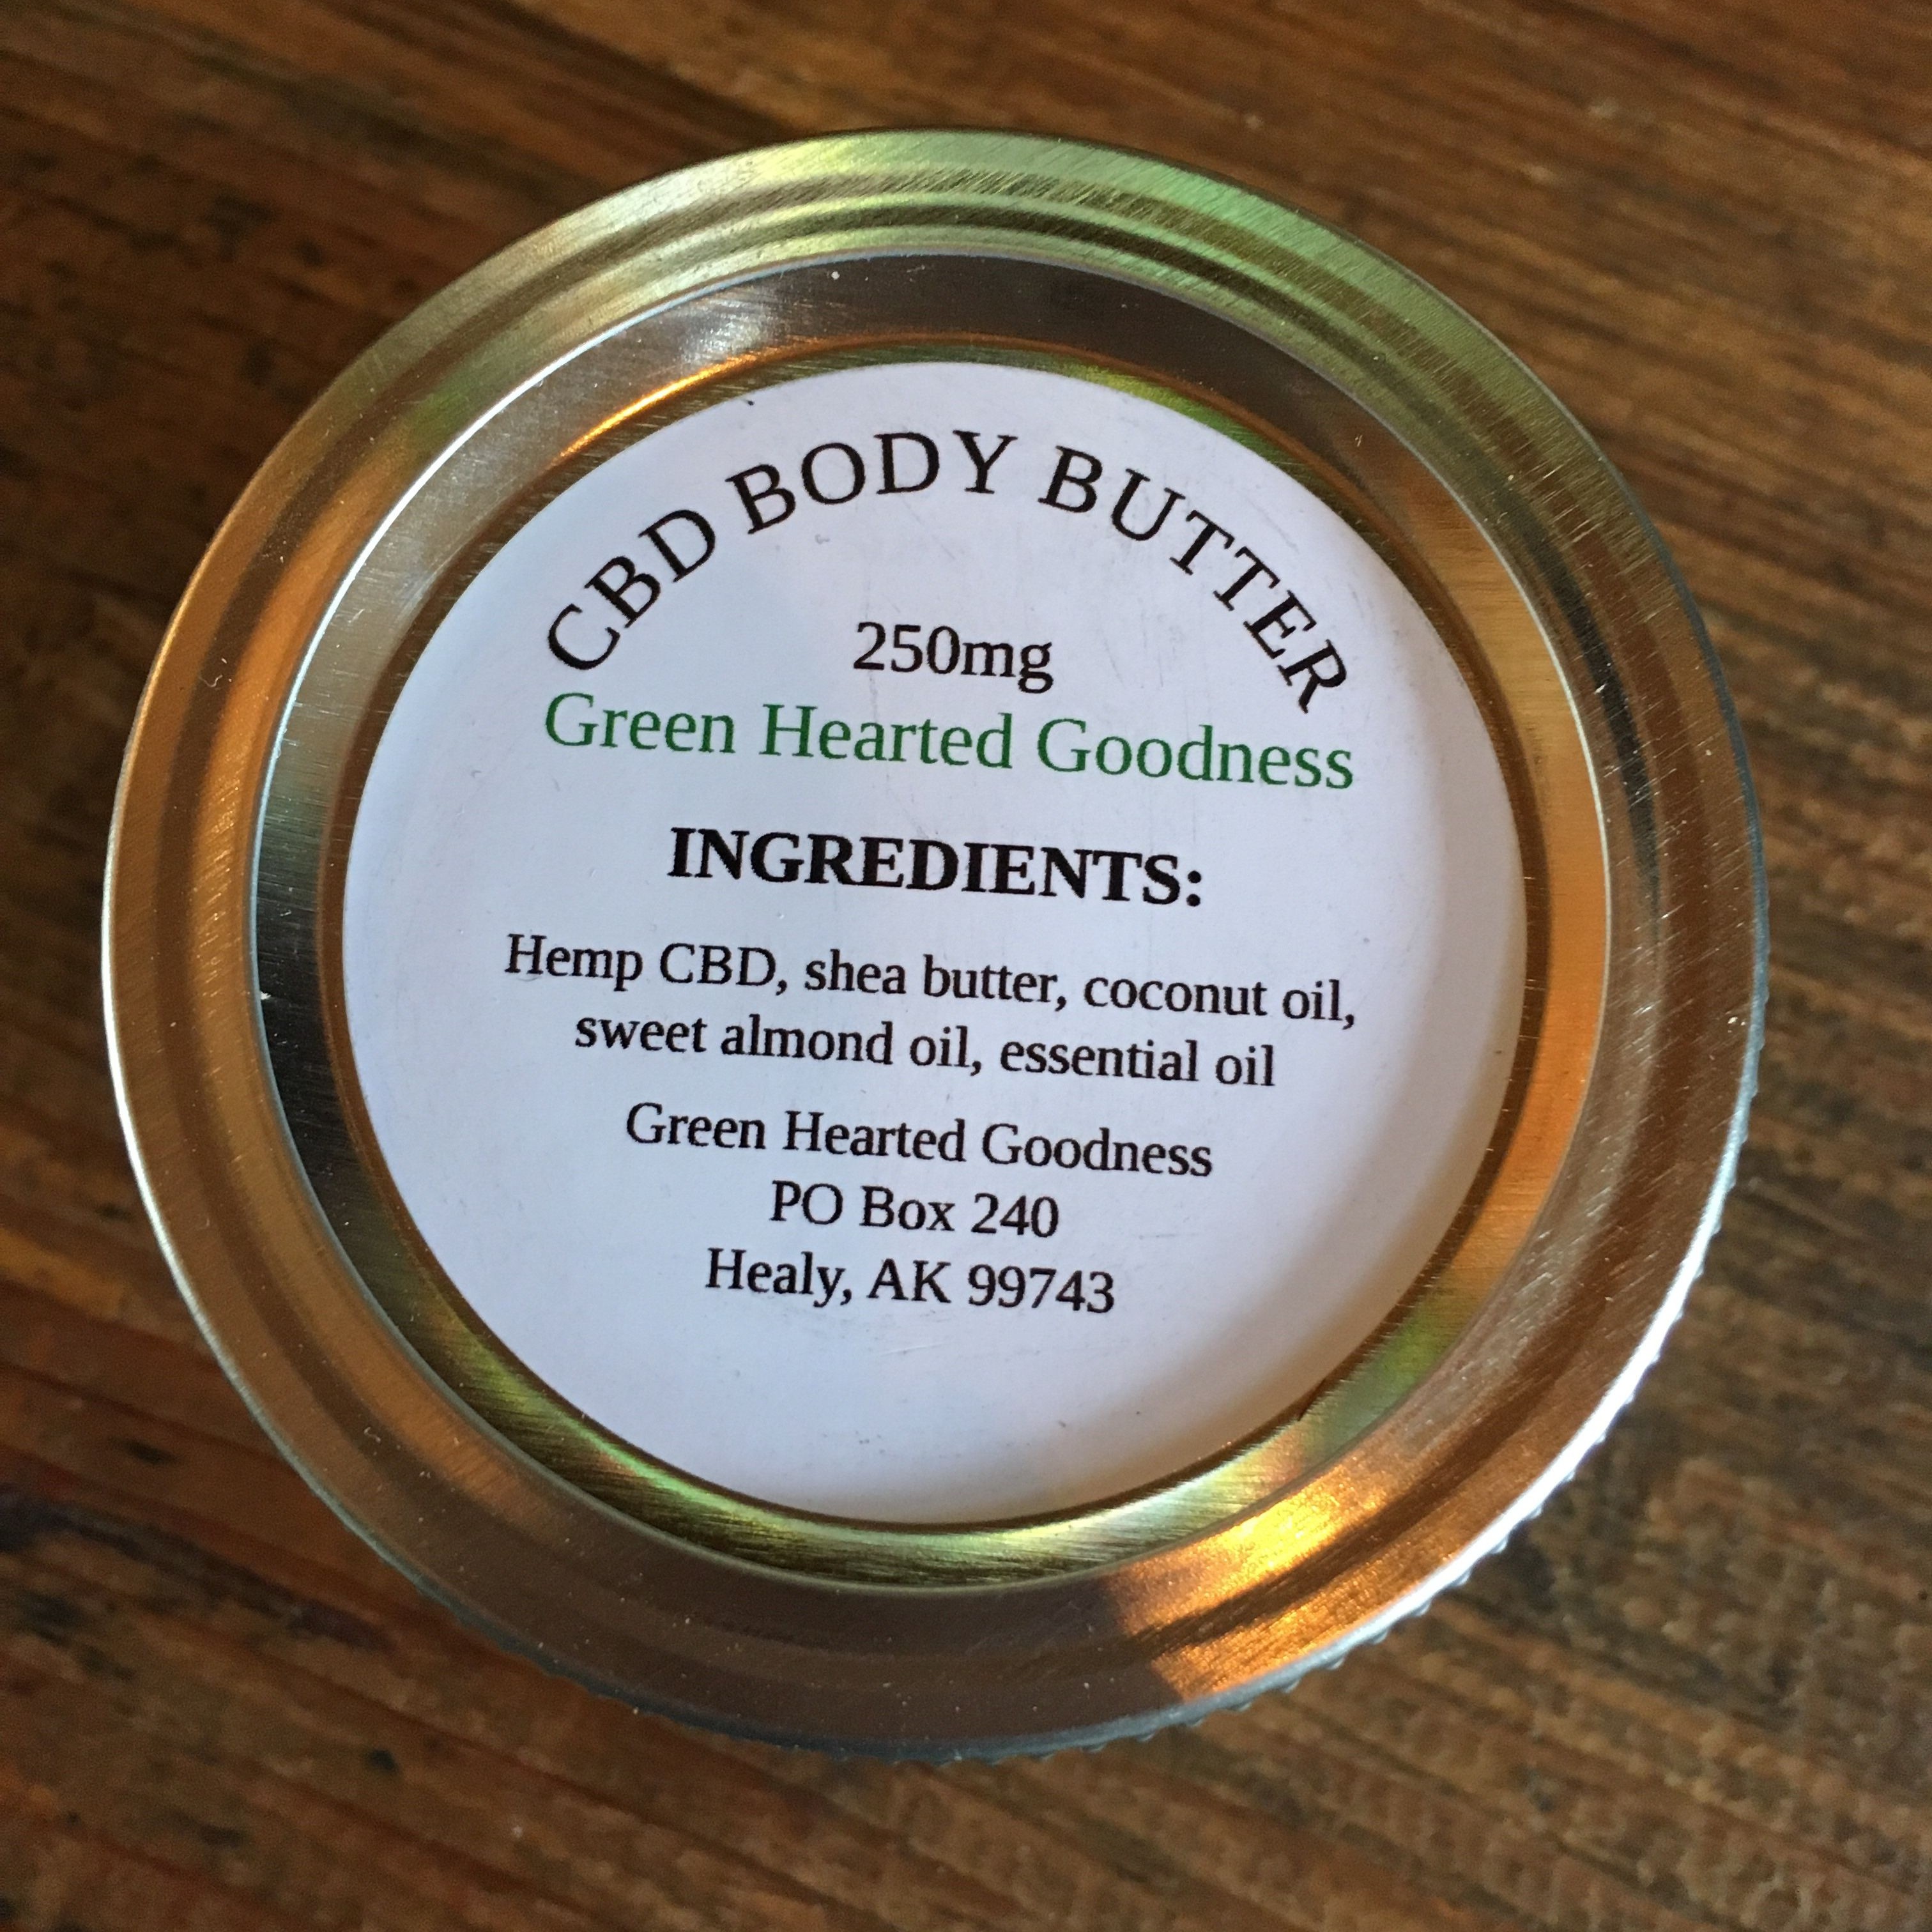 CBD BODY BUTTER
250mg
Green Hearted Goodness
INGREDIENTS:
Hemp CBD, shea butter, coconut oil,
sweet almond oil, essential oil
Green Hearted Goodness
PO Box 240
Healy, AK 99743